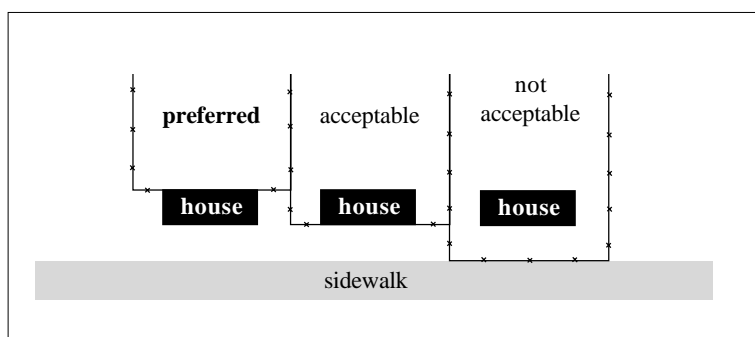 preferred
acceptable
not
acceptable
house
house
house
sidewalk